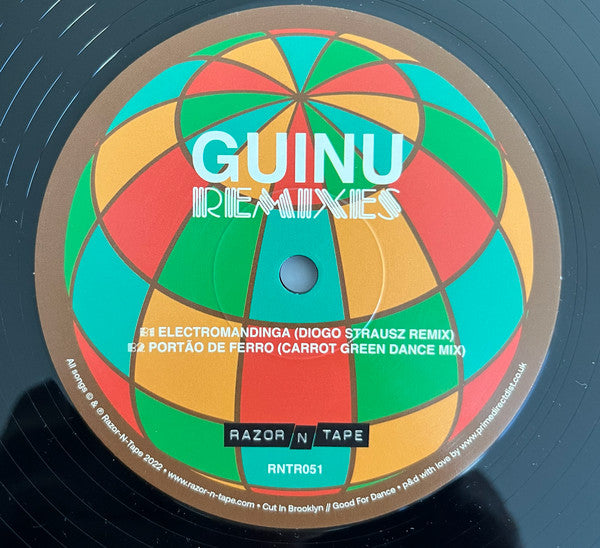 GUINU
REMIXES
B1 ELECTROMANDINGA (DIOGO STRAUSZ REMIX)
B2 PORTÃO DE FERRO (CARROT GREEN DANCE MIX)
RAZOR N TAPE
RNTR051
All songs © & ℗ Razor-N-Tape 2022 • www.razor-n-tape.com • Cut In Brooklyn // Good For Dance • p&d with love by www.primedirectdist.co.uk